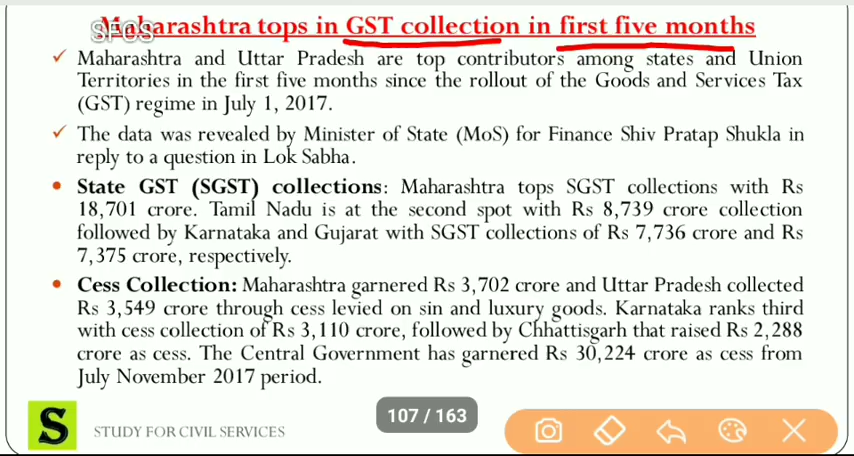 Maharashtra tops in GST collection in first five months
SFCS
✓ Maharashtra and Uttar Pradesh are top contributors among states and Union
Territories in the first five months since the rollout of the Goods and Services Tax
(GST) regime in July 1, 2017.
✓ The data was revealed by Minister of State (MoS) for Finance Shiv Pratap Shukla in
reply to a question in Lok Sabha.
• State GST (SGST) collections: Maharashtra tops SGST collections with Rs
18,701 crore. Tamil Nadu is at the second spot with Rs 8,739 crore collection
followed by Karnataka and Gujarat with SGST collections of Rs 7,736 crore and Rs
7,375 crore, respectively.
• Cess Collection: Maharashtra garnered Rs 3,702 crore and Uttar Pradesh collected
Rs 3,549 crore through cess levied on sin and luxury goods. Karnataka ranks third
with cess collection of Rs 3,110 crore, followed by Chhattisgarh that raised Rs 2,288
crore as cess. The Central Government has garnered Rs 30,224 crore as cess from
July November 2017 period.
S
STUDY FOR CIVIL SERVICES
107 / 163